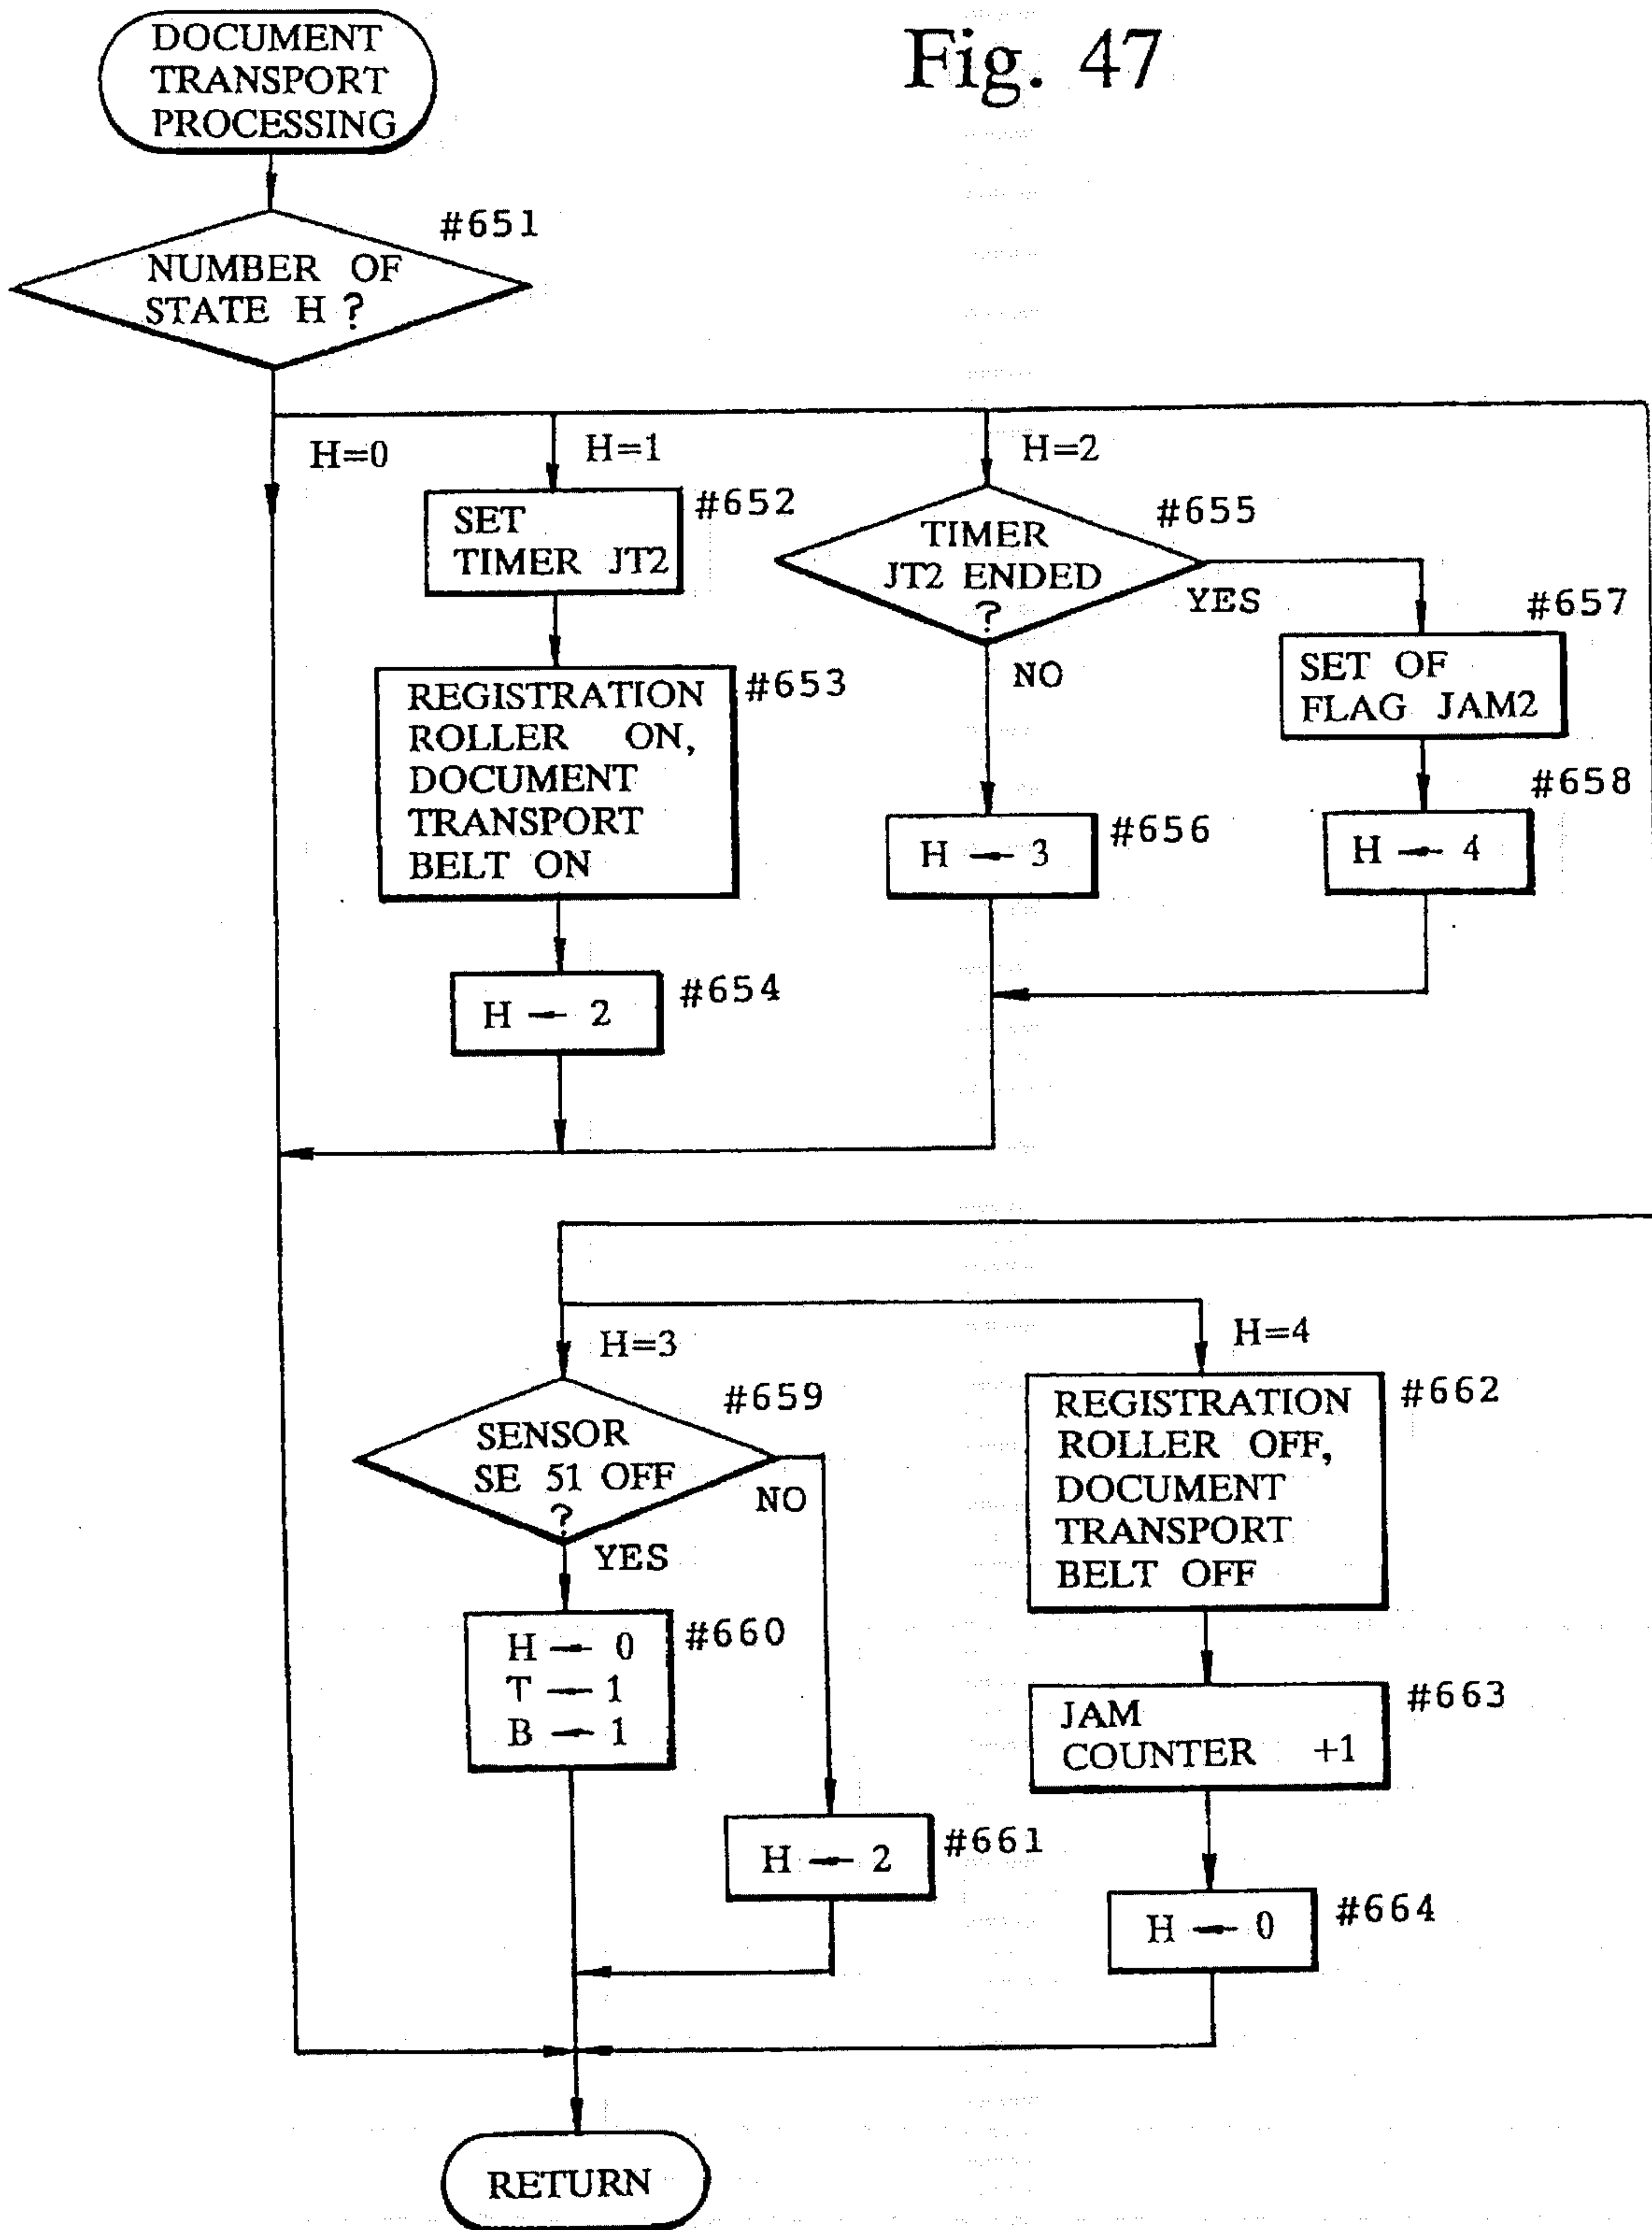 Fig. 47
DOCUMENT
TRANSPORT
PROCESSING
#651
NUMBER OF
STATE H ?
H=0
H=1
#652
SET
TIMER JT2
#653
REGISTRATION
ROLLER ON,
DOCUMENT
TRANSPORT
BELT ON
#654
H ← 2
H=2
#655
TIMER
JT2 ENDED
?
YES
NO
#656
H ← 3
#657
SET OF
FLAG JAM2
#658
H ← 4
H=3
#659
SENSOR
SE 51 OFF
?
NO
YES
#660
H ← 0
T ← 1
B ← 1
#661
H ← 2
H=4
#662
REGISTRATION
ROLLER OFF,
DOCUMENT
TRANSPORT
BELT OFF
#663
JAM
COUNTER +1
#664
H ← 0
RETURN